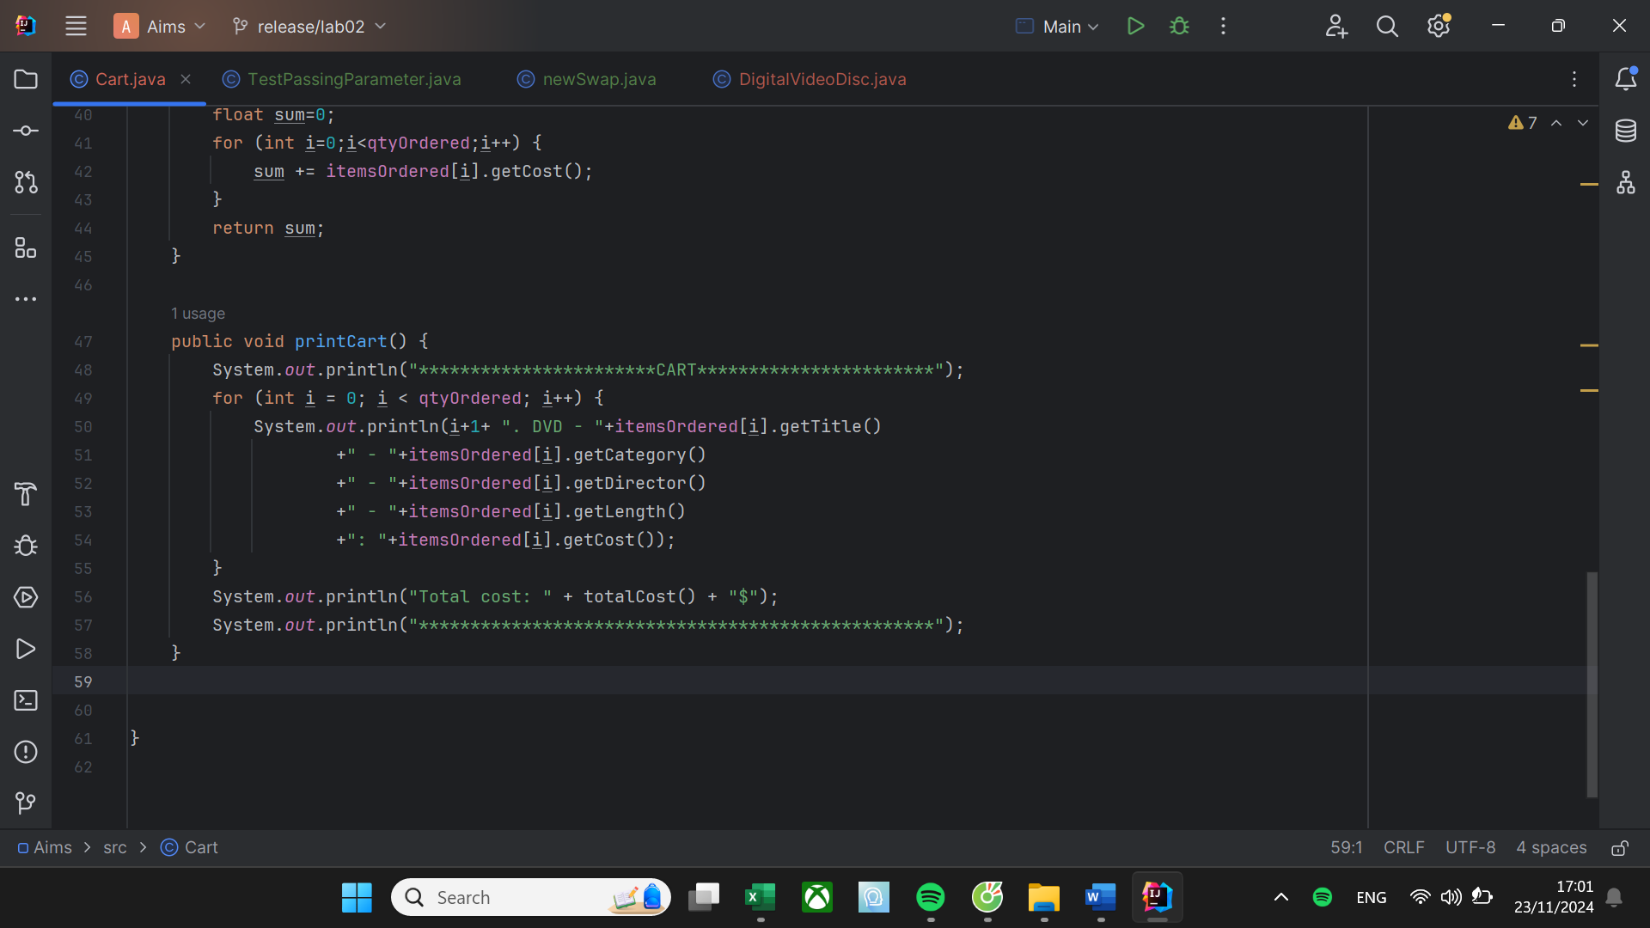 A Aims release/lab02 Main
Cart.java TestPassingParameter.java newSwap.java DigitalVideoDisc.java
7
40 float sum=0;
41 for (int i=0;i<qtyOrdered;i++) {
42 sum += itemsOrdered[i].getCost();
43 }
44 return sum;
45 }
46
1 usage
47 public void printCart() {
48 System.out.println("***********************CART***********************");
49 for (int i = 0; i < qtyOrdered; i++) {
50 System.out.println(i+1+ ". DVD - "+itemsOrdered[i].getTitle()
51 +" - "+itemsOrdered[i].getCategory()
52 +" - "+itemsOrdered[i].getDirector()
53 +" - "+itemsOrdered[i].getLength()
54 +": "+itemsOrdered[i].getCost());
55 }
56 System.out.println("Total cost: " + totalCost() + "$");
57 System.out.println("**************************************************");
58 }
59
60
61 }
62
Aims > src > Cart 59:1 CRLF UTF-8 4 spaces
Search ENG 17:01
23/11/2024